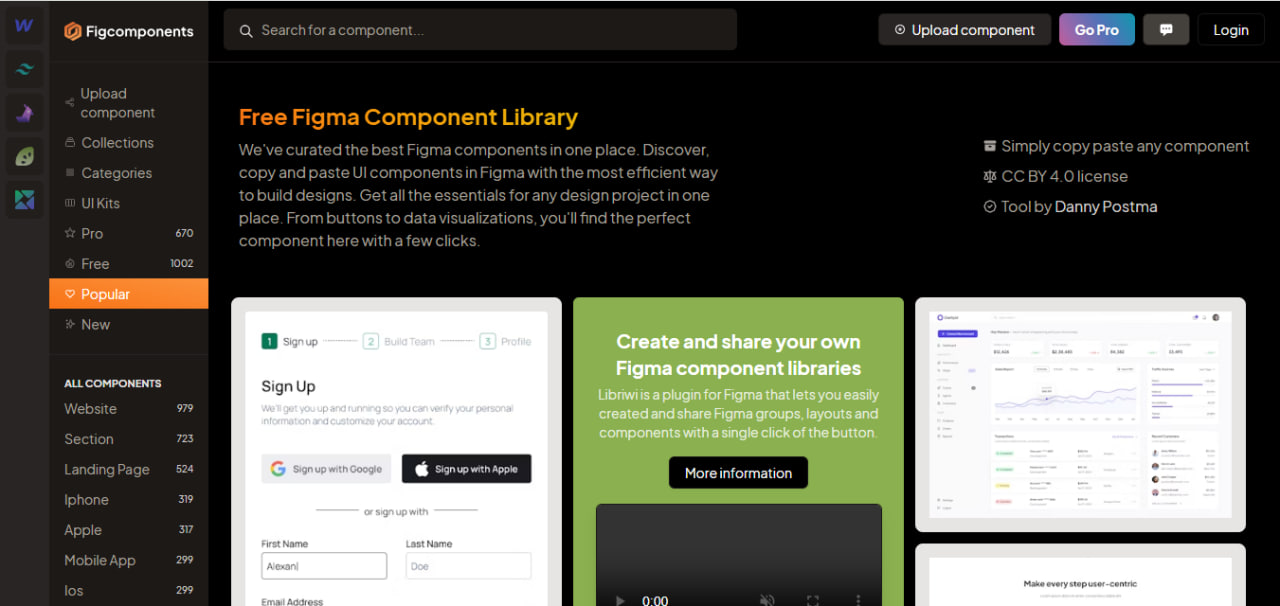 W
Figcomponents
Search for a component...
Upload component
Go Pro
Login
Upload
component
Collections
Categories
UI Kits
Pro 670
Free 1002
Popular
New
ALL COMPONENTS
Website 979
Section 723
Landing Page 524
Iphone 319
Apple 317
Mobile App 299
Ios 299
Free Figma Component Library
We've curated the best Figma components in one place. Discover,
copy and paste UI components in Figma with the most efficient way
to build designs. Get all the essentials for any design project in one
place. From buttons to data visualizations, you'll find the perfect
component here with a few clicks.
Simply copy paste any component
CC BY 4.0 license
Tool by Danny Postma
1 Sign up 2 Build Team 3 Profile
Sign Up
We'll get you up and running so you can verify your personal
information and customize your account.
G Sign up with Google
Sign up with Apple
or sign up with
First Name Last Name
Alexan Doe
Email Address
Create and share your own
Figma component libraries
Libriwi is a plugin for Figma that lets you easily
created and share Figma groups, layouts and
components with a single click of the button.
More information
0:00
Make every step user-centric